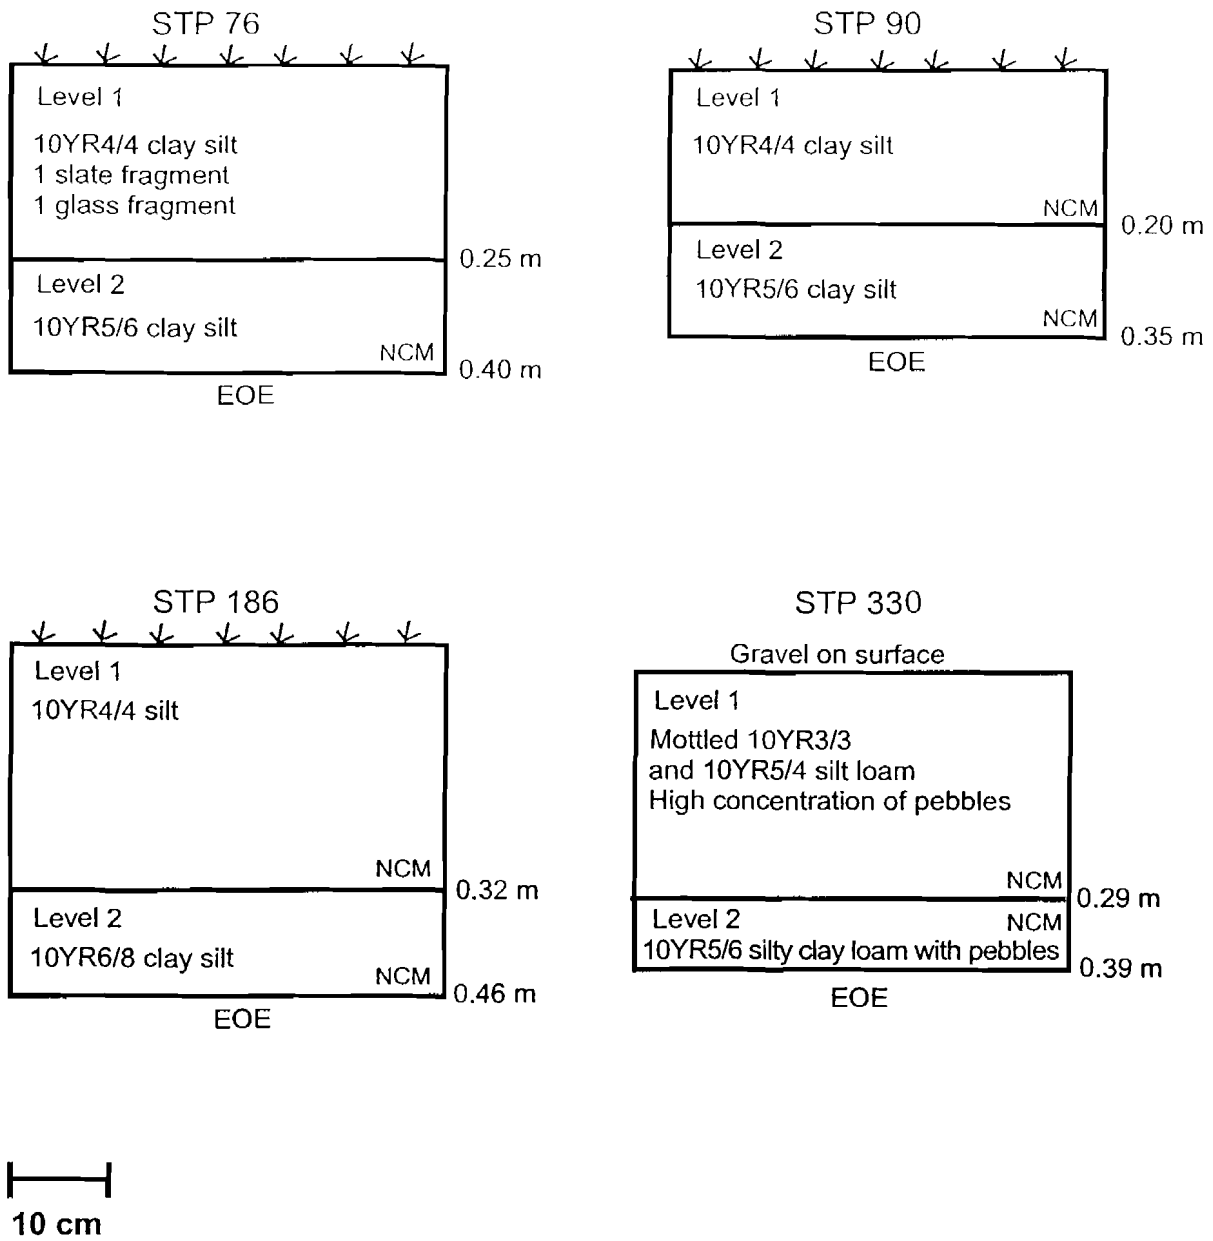 STP 76
Level 1
10YR4/4 clay silt
1 slate fragment
1 glass fragment
0.25 m
Level 2
10YR5/6 clay silt
NCM
0.40 m
EOE
STP 90
Level 1
10YR4/4 clay silt
NCM
0.20 m
Level 2
10YR5/6 clay silt
NCM
0.35 m
EOE
STP 186
Level 1
10YR4/4 silt
NCM
0.32 m
Level 2
10YR6/8 clay silt
NCM
0.46 m
EOE
STP 330
Gravel on surface
Level 1
Mottled 10YR3/3
and 10YR5/4 silt loam
High concentration of pebbles
NCM
0.29 m
Level 2 NCM
10YR5/6 silty clay loam with pebbles
0.39 m
EOE
10 cm